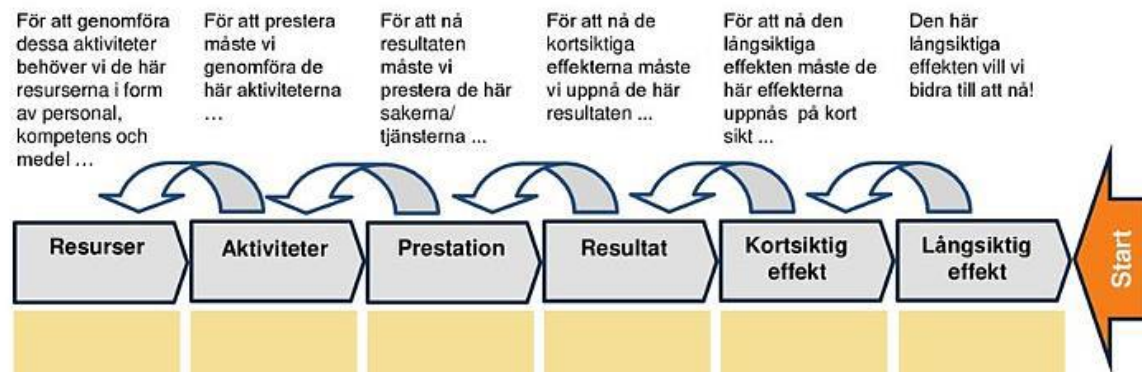 För att genomföra
dessa aktiviteter
behöver vi de här
resurserna i form
av personal,
kompetens och
medel ...
För att prestera
måste vi
genomföra de
här aktiviteterna
...
För att nå
resultaten
måste vi
prestera de här
sakerna/
tjänsterna ...
För att nå de
kortsiktiga
effekterna måste
vi uppnå de här
resultaten ...
För att nå den
långsiktiga
effekten måste de
här effekterna
uppnås på kort
sikt ...
Den här
långsiktiga
effekten vill vi
bidra till att nå!
Resurser
Aktiviteter
Prestation
Resultat
Kortsiktig
effekt
Långsiktig
effekt
Start